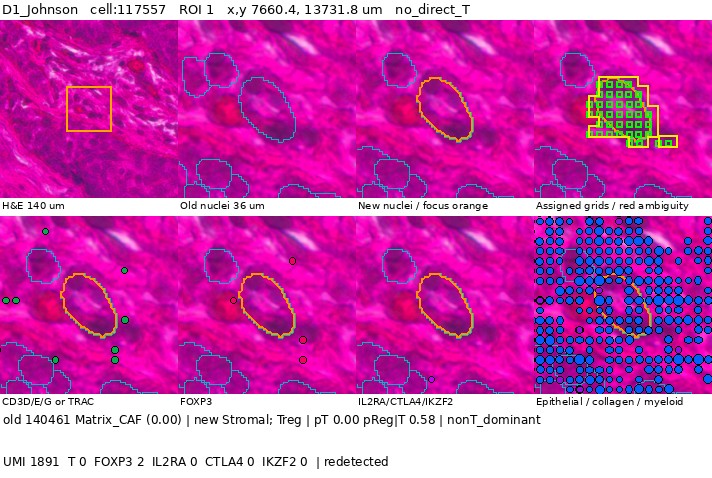 D1_Johnson   cell:117557   ROI 1   x,y 7660.4, 13731.8 um   no_direct_T
H&E 140 um
Old nuclei 36 um
New nuclei / focus orange
Assigned grids / red ambiguity
CD3D/E/G or TRAC
FOXP3
IL2RA/CTLA4/IKZF2
Epithelial / collagen / myeloid
old 140461 Matrix_CAF (0.00) | new Stromal; Treg | pT 0.00 pReg|T 0.58 | nonT_dominant
UMI 1891  T 0  FOXP3 2  IL2RA 0  CTLA4 0  IKZF2 0  | redetected